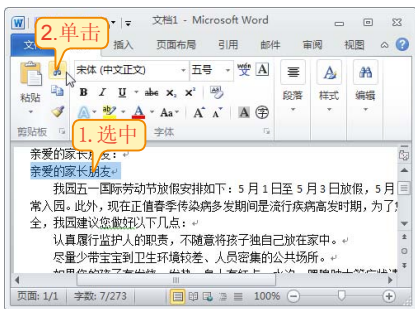 文档1 - Microsoft Word
2.单击
插入 页面布局 引用 邮件 审阅 视图
宋体 (中文正文) 五号 變 A
B I U abc x₂ x²
粘贴 段落 样式 编辑
A Aa A A A 字
剪贴板 字体
1.选中
亲爱的家长朋友:
亲爱的家长朋友
我园五一国际劳动节放假安排如下:5月1日至5月3日放假,5月
常入园。此外,现在正值春季传染病多发期间是流行疾病高发时期,为了
全,我园建议您做好以下几点:
认真履行监护人的职责,不随意将孩子独自己放在家中。
尽量少带宝宝到卫生环境较差、人员密集的公共场所。
页面: 1/1 字数: 7/273 100%